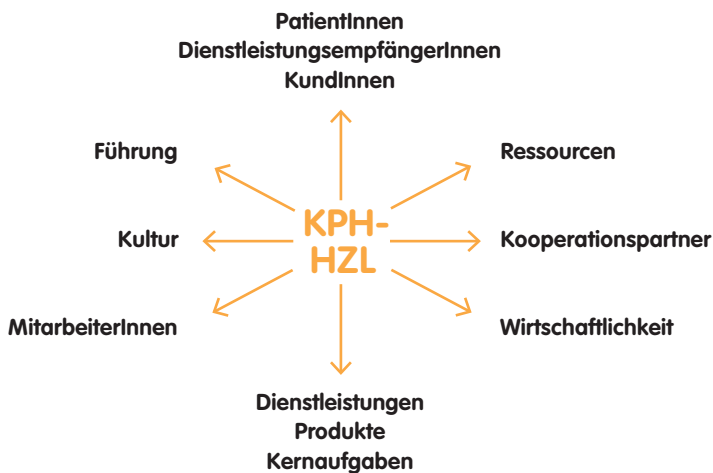 PatientInnen
DienstleistungsempfängerInnen
KundInnen
Führung
Ressourcen
KPH-
HZL
Kultur
Kooperationspartner
MitarbeiterInnen
Wirtschaftlichkeit
Dienstleistungen
Produkte
Kernaufgaben